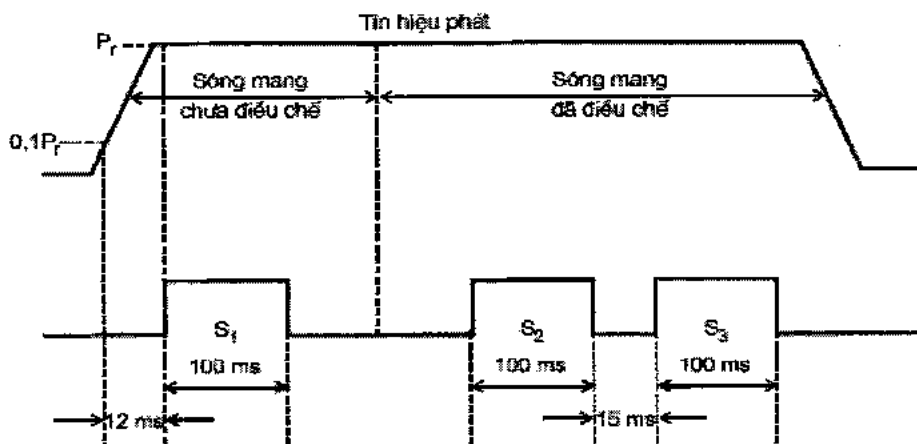 Tín hiệu phát
Pr
Sóng mang
chưa điều chế
Sóng mang
đã điều chế
0,1Pr
S1
S2
S3
100 ms
100 ms
100 ms
12 ms
15 ms